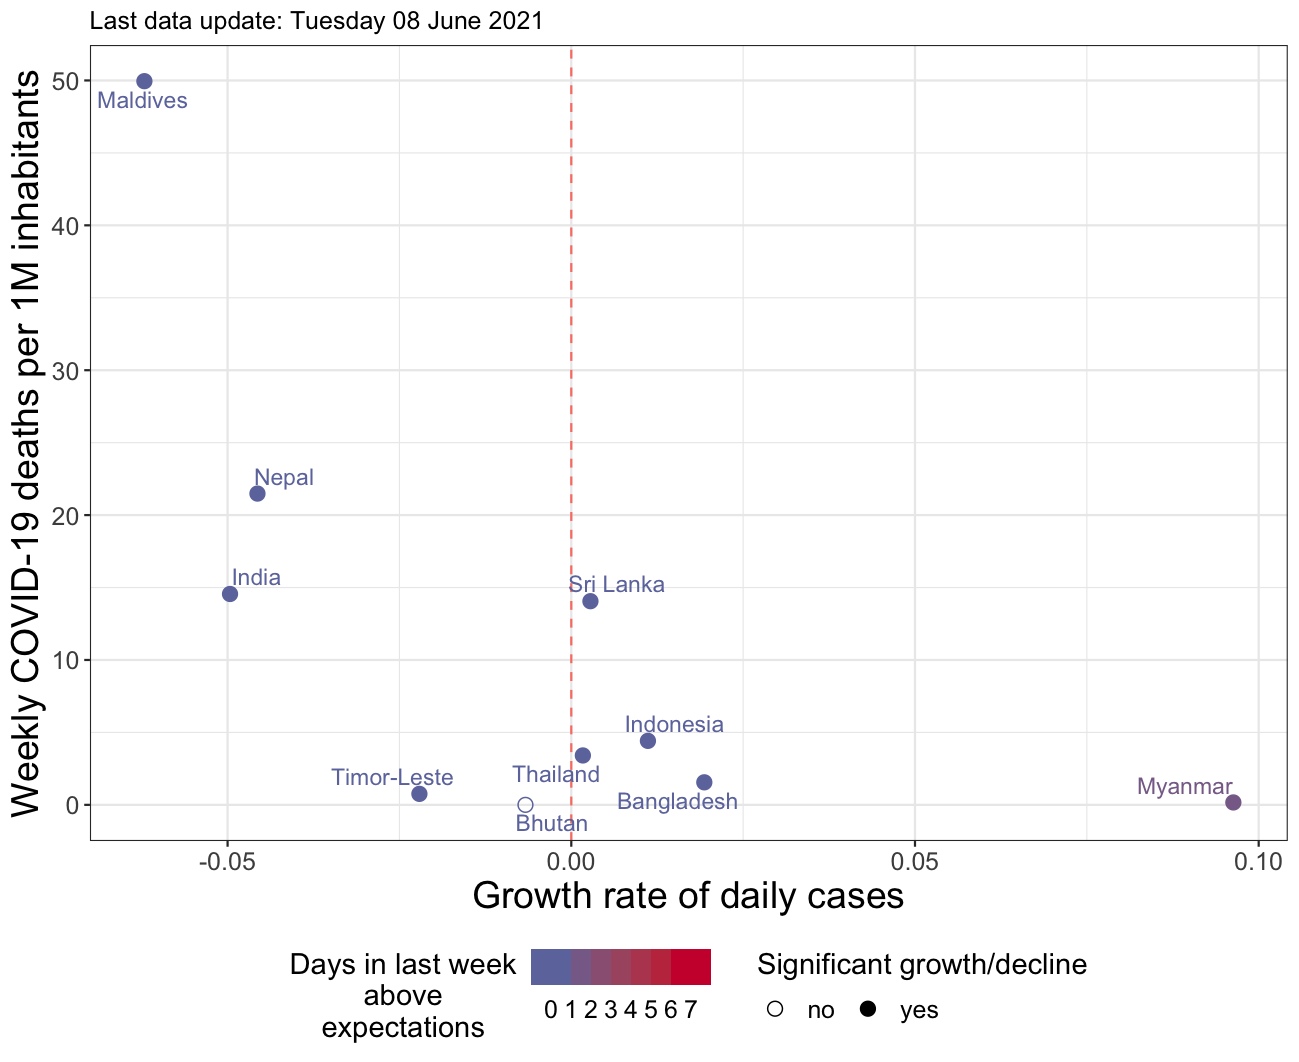 Last data update: Tuesday 08 June 2021
Weekly COVID-19 deaths per 1M inhabitants
50
40
30
20
10
0
Maldives
Nepal
India
Sri Lanka
Indonesia
Thailand
Timor-Leste
Bangladesh
Myanmar
Bhutan
-0.05
0.00
0.05
0.10
Growth rate of daily cases
Days in last week
above
expectations
0 1 2 3 4 5 6 7
Significant growth/decline
no
yes